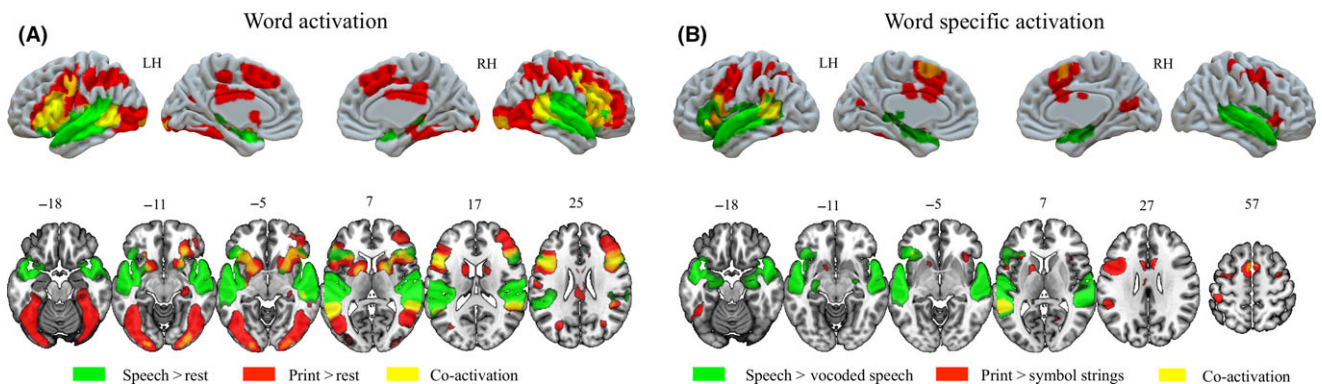 Word activation
(A)
LH
RH
−18
−11
−5
7
17
25
Speech > rest
Print > rest
Co-activation
Word specific activation
(B)
LH
RH
−18
−11
−5
7
27
57
Speech > vocoded speech
Print > symbol strings
Co-activation